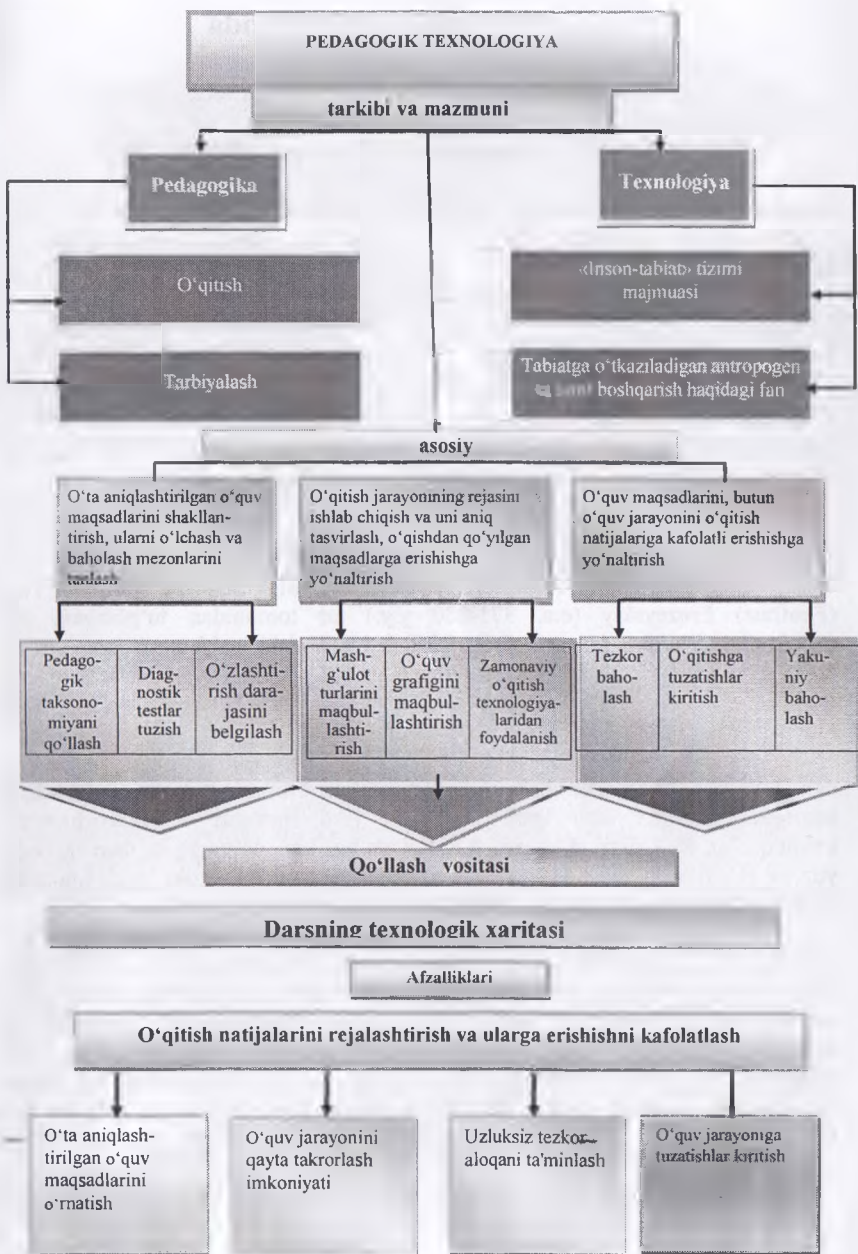 PEDAGOGIK TEXNOLOGIYA
tarkibi va mazmuni
Pedagogika
Texnologiya
O‘qitish
‹Inson-tabiat› tizimi
majmuasi
Tarbiyalash
Tabiatga o‘tkaziladigan antropogen
boshqarish haqidagi fan
asosiy
O‘ta aniqlashtirilgan o‘quv
maqsadlarini shakllan-
tirish, ularni o‘lchash va
baholash mezonlarini
O‘qitish jarayonining rejasini
ishlab chiqish va uni aniq
tasvirlash, o‘qishdan qo‘yilgan
maqsadlarga erishishga
yo‘naltirish
O‘quv maqsadlarini, butun
o‘quv jarayonini o‘qitish
natijalariga kafolatli erishishga
yo‘naltirish
Pedago-
gik
taksono-
miyani
qo‘llash
Diag-
nostik
testlar
tuzish
O‘zlashti-
rish dara-
jasini
belgilash
Mash-
g‘ulot
turlarini
maqbul-
lashti-
rish
O‘quv
grafigini
maqbul-
lashtirish
Zamonaviy
o‘qitish
texnologiya-
laridan
foydalanish
Tezkor
baho-
lash
O‘qitishga
tuzatishlar
kiritish
Yaku-
niy
baho-
lash
Qo‘llash vositasi
Darsning texnologik xaritasi
Afzalliklari
O‘qitish natijalarini rejalashtirish va ularga erishishni kafolatlash
O‘ta aniqlash-
tirilgan o‘quv
maqsadlarini
o‘rnatish
O‘quv jarayonini
qayta takrorlash
imkoniyati
Uzluksiz tezkor
aloqani ta'minlash
O‘quv jarayoniga
tuzatishlar kiritish